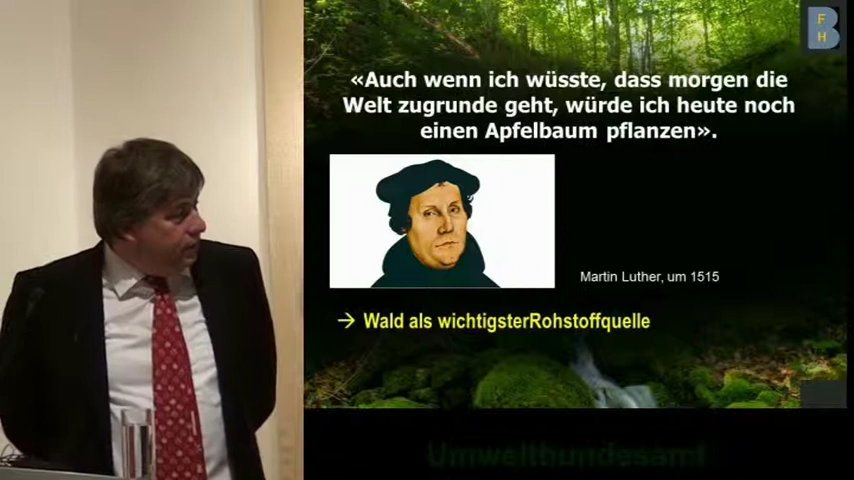 F
B
H
«Auch wenn ich wüsste, dass morgen die
Welt zugrunde geht, würde ich heute noch
einen Apfelbaum pflanzen».
Martin Luther, um 1515
→ Wald als wichtigsterRohstoffquelle
Umweltbundesamt